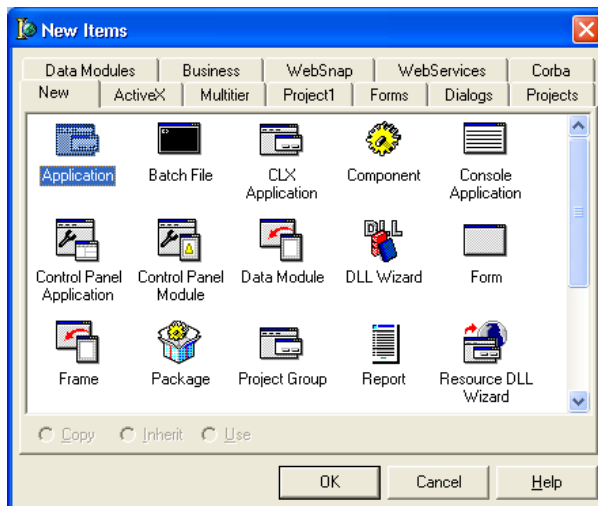 New Items
Data Modules Business WebSnap WebServices Corba
New ActiveX Multitier Project1 Forms Dialogs Projects
Application Batch File CLX Application Component Console Application
Control Panel Application Control Panel Module Data Module DLL Wizard Form
DLL
Frame Package Project Group Report Resource DLL Wizard
Copy Inherit Use
OK Cancel Help